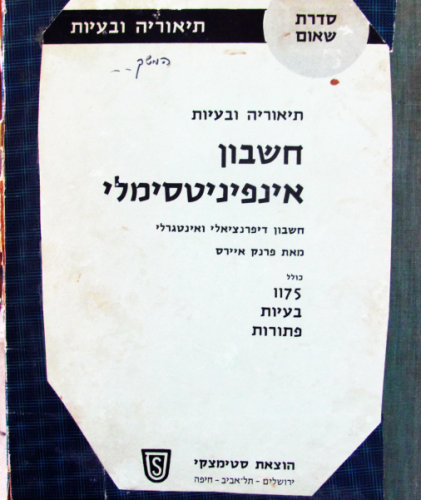 סדרת
שאום
תיאוריה ובעיות
המשק --
תיאוריה ובעיות
חשבון
אינפיניטסימלי
חשבון דיפרנציאלי ואינטגרלי
מאת פרנק איירס
כולל
1175
בעיות
פתורות
הוצאת סטימצקי
ירושלים - תל־אביב - חיפה